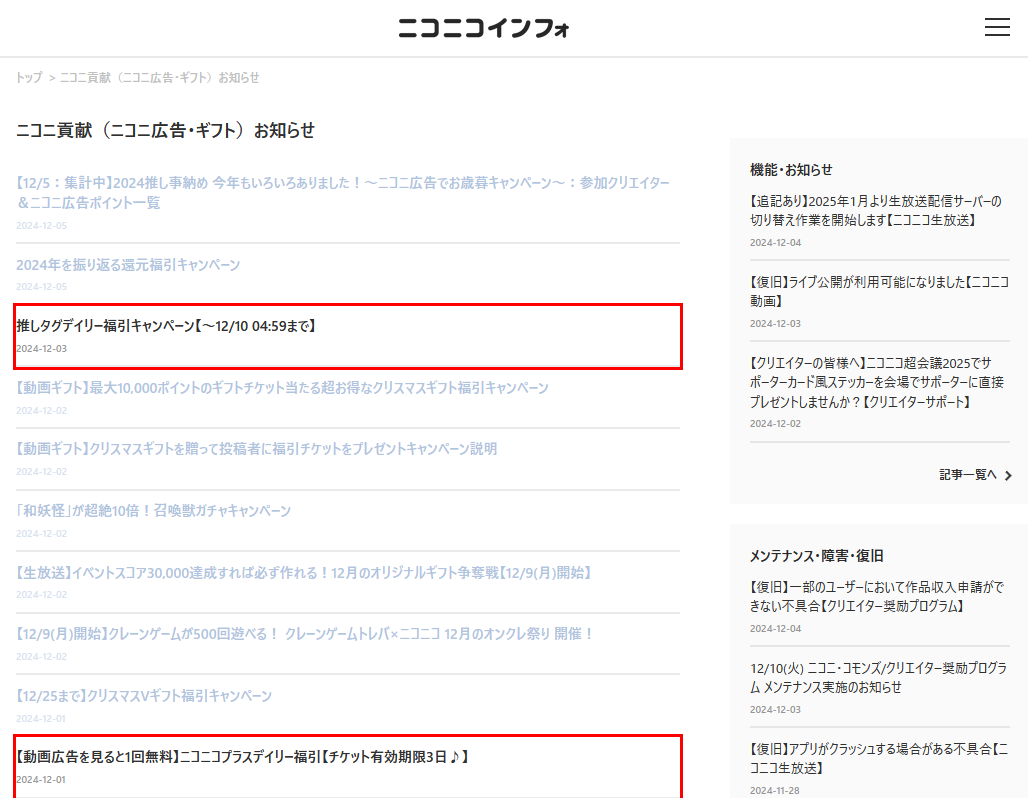 ニコニコインフォ
トップ > ニコニ貢献（ニコニ広告･ギフト）お知らせ
ニコニ貢献（ニコニ広告･ギフト）お知らせ
【12/5：集計中】2024推し事納め 今年もいろいろありました！～ニコニ広告でお歳暮キャンペーン～：参加クリエイター
＆ニコニ広告ポイント一覧
2024-12-05
2024年を振り返る還元福引キャンペーン
2024-12-05
推しタグデイリー福引キャンペーン【～12/10 04:59まで】
2024-12-03
【動画ギフト】最大10,000ポイントのギフトチケット当たる超お得なクリスマスギフト福引キャンペーン
2024-12-02
【動画ギフト】クリスマスギフトを贈って投稿者に福引チケットをプレゼントキャンペーン説明
2024-12-02
「和妖怪」が超絶10倍！召喚獣ガチャキャンペーン
2024-12-02
【生放送】イベントスコア30,000達成すれば必ず作れる！12月のオリジナルギフト争奪戦【12/9(月)開始】
2024-12-02
【12/9(月)開始】クレーンゲームが500回遊べる！ クレーンゲームトレバ×ニコニコ 12月のオンクレ祭り 開催！
2024-12-02
【12/25まで】クリスマスVギフト福引キャンペーン
2024-12-01
【動画広告を見ると1回無料】ニコニコプラスデイリー福引【チケット有効期限3日♪】
2024-12-01
機能･お知らせ
【追記あり】2025年1月より生放送配信サーバーの
切り替え作業を開始します【ニコニコ生放送】
2024-12-04
【復旧】ライブ公開が利用可能になりました【ニコニコ
動画】
2024-12-03
【クリエイターの皆様へ】ニコニコ超会議2025でサ
ポーターカード風ステッカーを会場でサポーターに直接
プレゼントしませんか？【クリエイターサポート】
2024-12-02
記事一覧へ
メンテナンス･障害･復旧
【復旧】一部のユーザーにおいて作品収入申請がで
きない不具合【クリエイター奨励プログラム】
2024-12-04
12/10(火) ニコニ･コモンズ/クリエイター奨励プログラ
ム メンテナンス実施のお知らせ
2024-12-03
【復旧】アプリがクラッシュする場合がある不具合【ニ
コニコ生放送】
2024-11-28